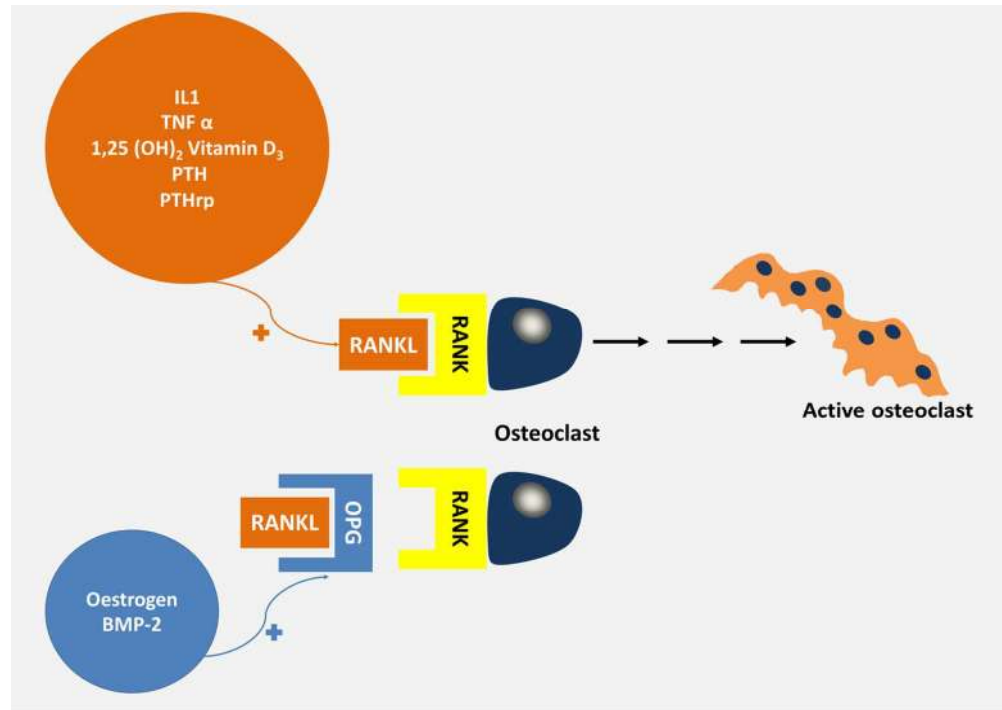 IL1
TNF α
1,25 (OH)₂ Vitamin D₃
PTH
PTHrp
RANKL
RANK
Osteoclast
Active osteoclast
RANKL
OPG
RANK
Oestrogen
BMP-2